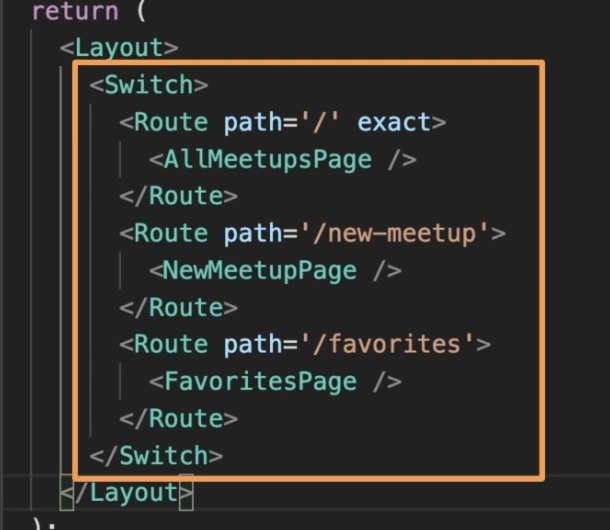 return (
<Layout>
<Switch>
<Route path='/' exact>
<AllMeetupsPage />
</Route>
<Route path='/new-meetup'>
<NewMeetupPage />
</Route>
<Route path='/favorites'>
<FavoritesPage />
</Route>
</Switch>
</Layout>
);